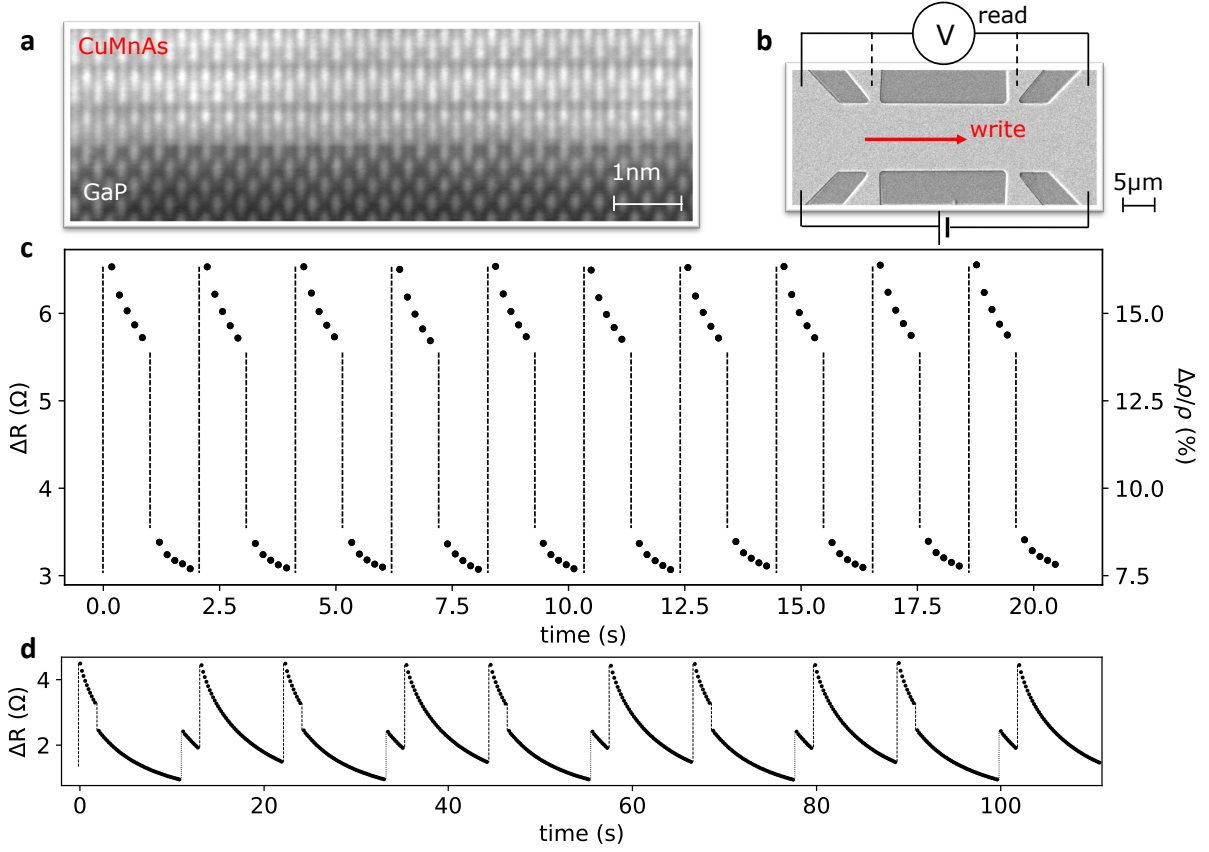 a
CuMnAs
GaP
1nm
b
read
V
write
5μm
c
ΔR (Ω)
6
5
4
3
15.0
12.5
10.0
7.5
Δρ/ρ (%)
0.0 2.5 5.0 7.5 10.0 12.5 15.0 17.5 20.0
time (s)
d
ΔR (Ω)
4
2
0 20 40 60 80 100
time (s)